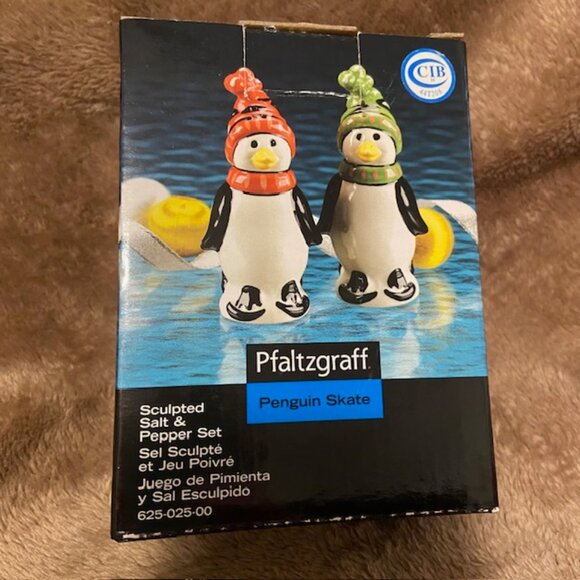 CIB
Pfaltzgraff
Penguin Skate
Sculpted
Salt &
Pepper Set
Sel Sculpté
et Jeu Poivré
Juego de Pimienta
y Sal Esculpido
625-025-00